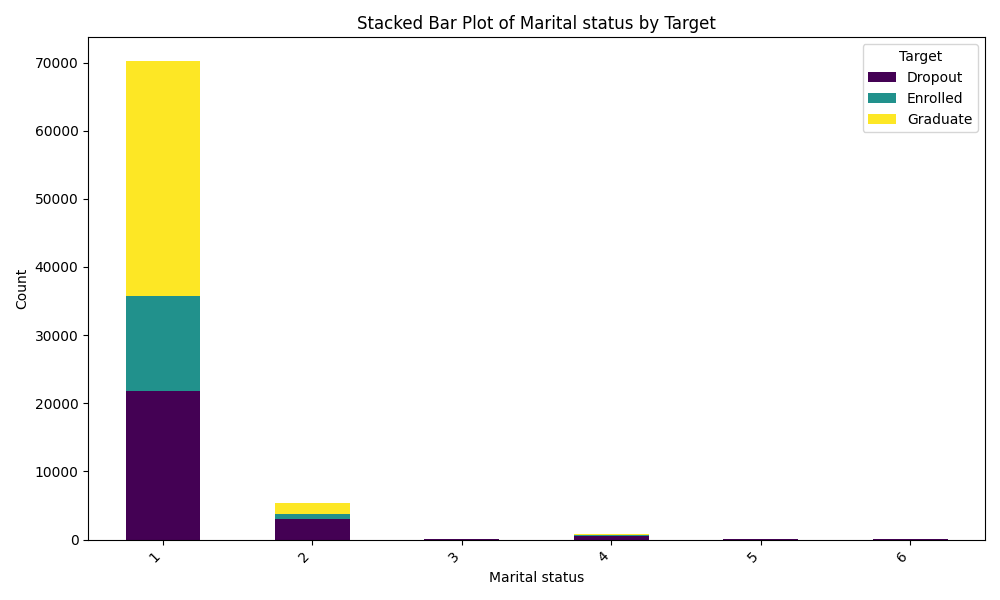 Stacked Bar Plot of Marital status by Target
Target
Dropout
Enrolled
Graduate
70000
60000
50000
40000
30000
20000
10000
0
Count
1
2
3
4
5
6
Marital status